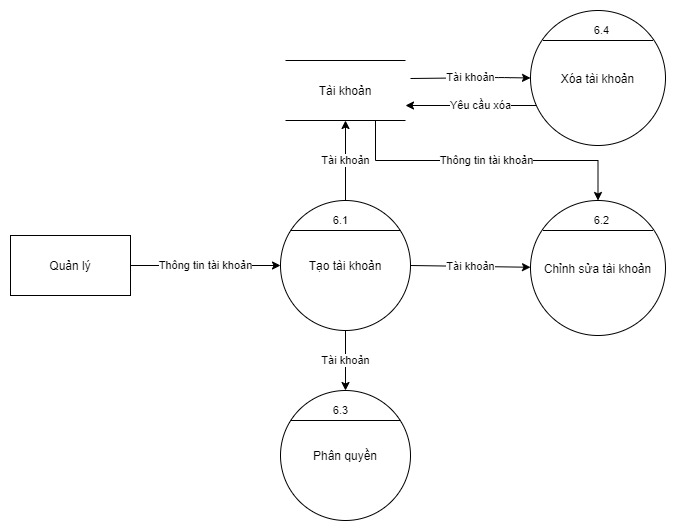 6.4
Tài khoản
Xóa tài khoản
Tài khoản
Yêu cầu xóa
Tài khoản
Thông tin tài khoản
6.1
6.2
Quản lý
Thông tin tài khoản
Tạo tài khoản
Tài khoản
Chỉnh sửa tài khoản
Tài khoản
6.3
Phân quyền